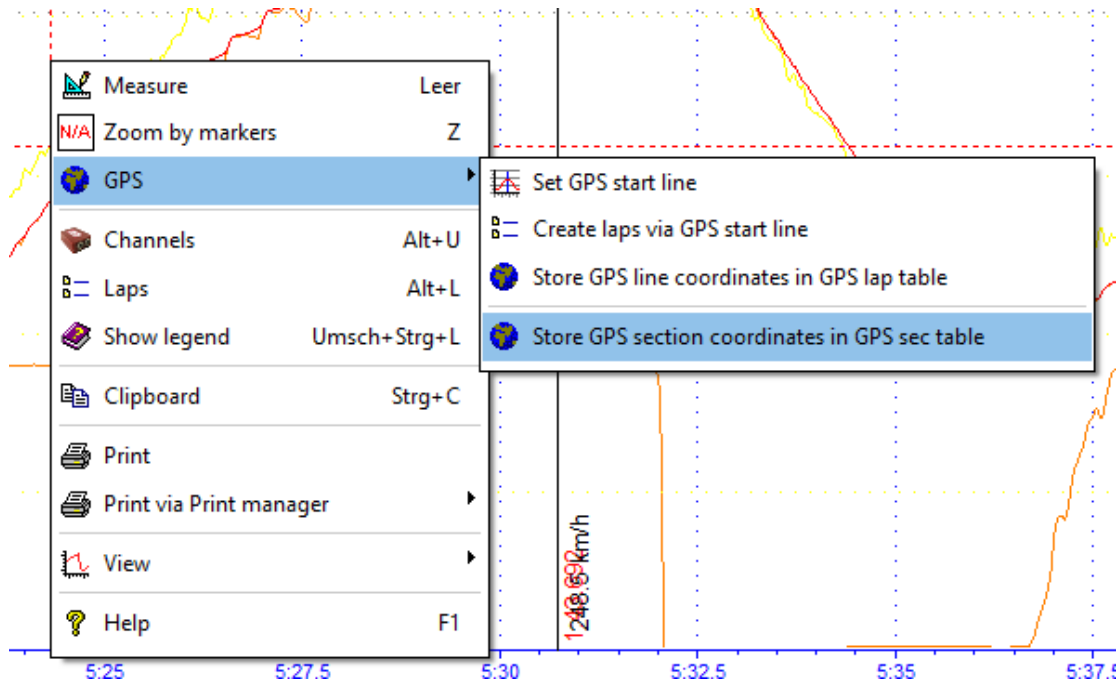 Measure Leer
N/A Zoom by markers Z
GPS
Set GPS start line
Channels Alt+U
Create laps via GPS start line
Laps Alt+L
Store GPS line coordinates in GPS lap table
Show legend Umsch+Strg+L
Store GPS section coordinates in GPS sec table
Clipboard Strg+C
Print
Print via Print manager
View
Help F1
248.5 km/h
5:25 5:27.5 5:30 5:32.5 5:35 5:37.5